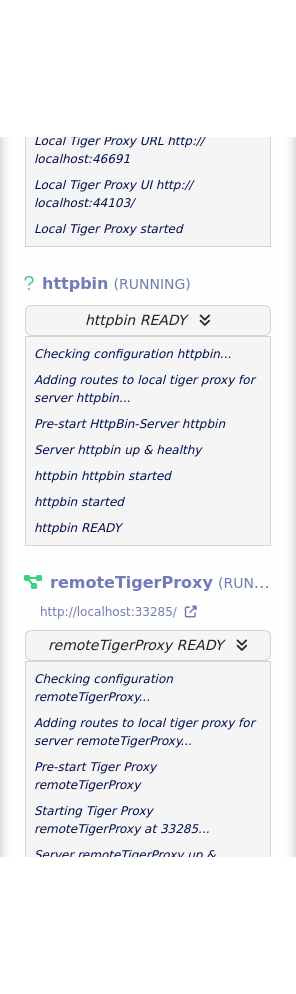 Local Tiger Proxy URL http://
localhost:46691
Local Tiger Proxy UI http://
localhost:44103/
Local Tiger Proxy started
httpbin (RUNNING)
httpbin READY
Checking configuration httpbin...
Adding routes to local tiger proxy for
server httpbin...
Pre-start HttpBin-Server httpbin
Server httpbin up & healthy
httpbin httpbin started
httpbin started
httpbin READY
remoteTigerProxy (RUN...
http://localhost:33285/
remoteTigerProxy READY
Checking configuration
remoteTigerProxy...
Adding routes to local tiger proxy for
server remoteTigerProxy...
Pre-start Tiger Proxy
remoteTigerProxy
Starting Tiger Proxy
remoteTigerProxy at 33285...
Server remoteTigerProxy up &